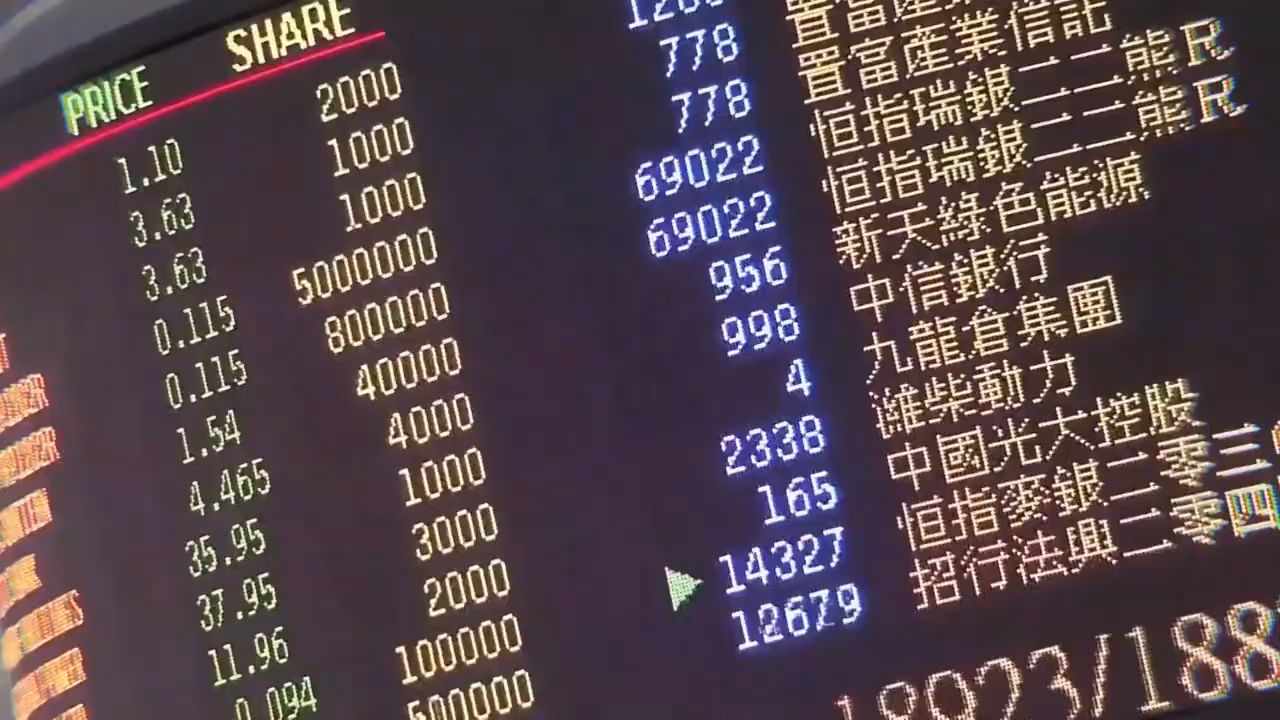 PRICE SHARE
1.10 2000
3.63 1000 778 置富產業
3.63 1000 778 置富產業信託
0.115 5000000 69022 恒指瑞銀二二熊R
0.115 800000 69022 恒指瑞銀二二熊R
1.54 40000 956 新天綠色能源
4.465 4000 998 中信銀行
35.95 1000 4 九龍倉集團
37.95 3000 2338 濰柴動力
11.96 2000 165 中國光大控股
0.094 100000 14327 恒指麥銀二零三
500000 招行法興二零四
18923/188